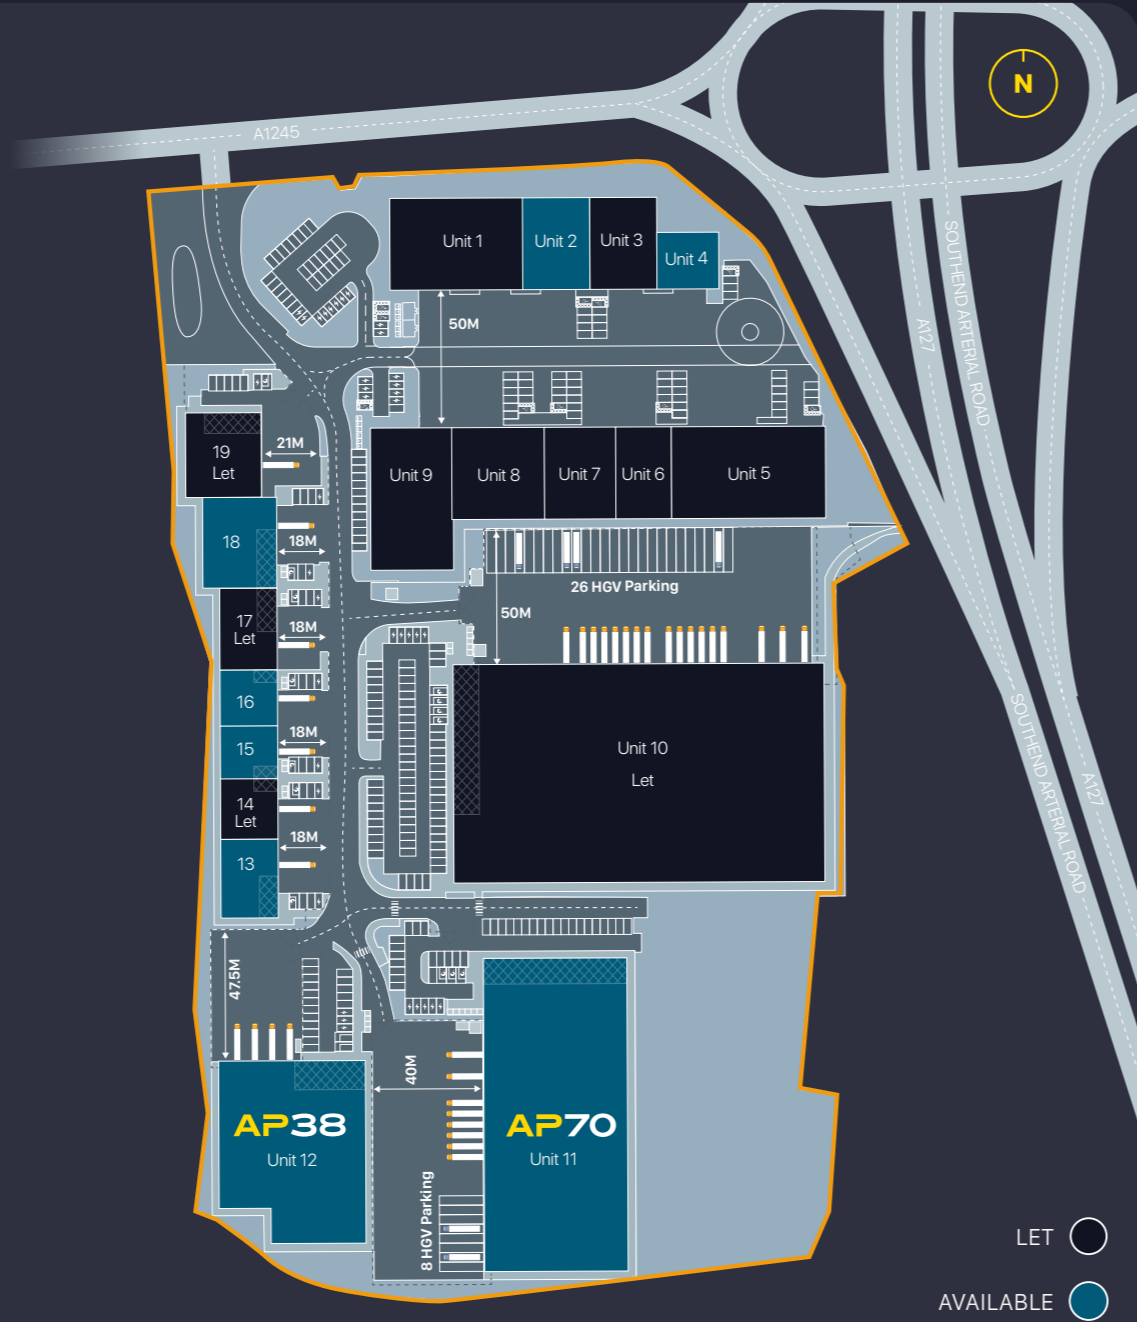 N
A1245
Unit 1
Unit 2
Unit 3
Unit 4
SOUTHEND ARTERIAL ROAD
A127
50M
19
Let
21M
Unit 9
Unit 8
Unit 7
Unit 6
Unit 5
18
18M
26 HGV Parking
50M
17
Let
18M
16
15
18M
Unit 10
Let
14
Let
18M
13
SOUTHEND ARTERIAL ROAD
A127
47.5M
40M
AP38
Unit 12
AP70
Unit 11
8 HGV Parking
LET
AVAILABLE